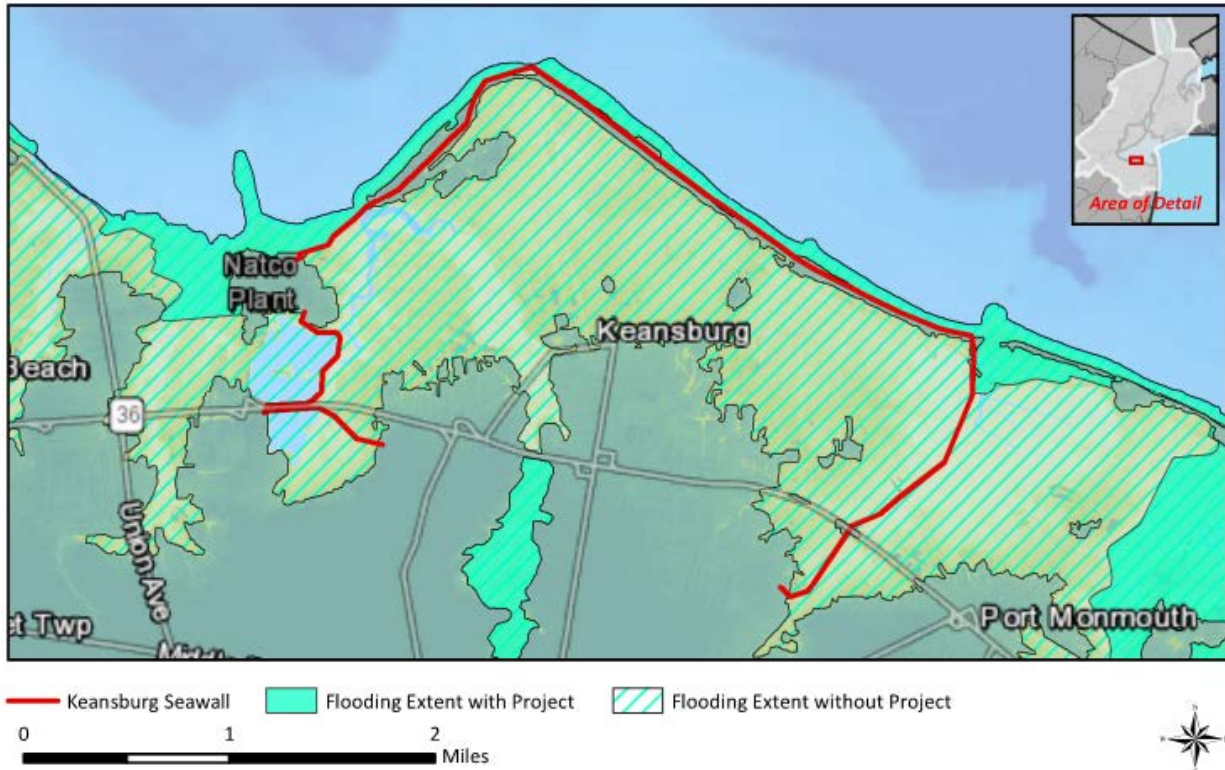 Area of Detail
Natco
Plant
Keansburg
Beach
36
Union Ave
et Twp
Port Monmouth
Keansburg Seawall
Flooding Extent with Project
Flooding Extent without Project
0 1 2
Miles
N